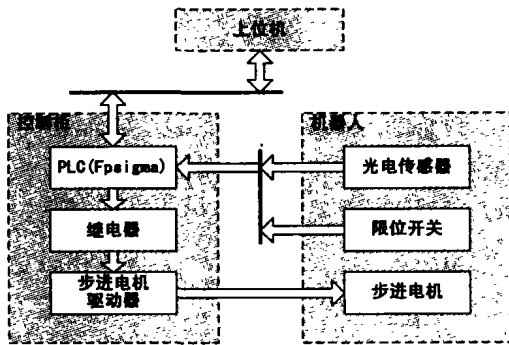 上位机
控制柜
机器人
PLC(Fpsigma)
光电传感器
继电器
限位开关
步进电机
驱动器
步进电机